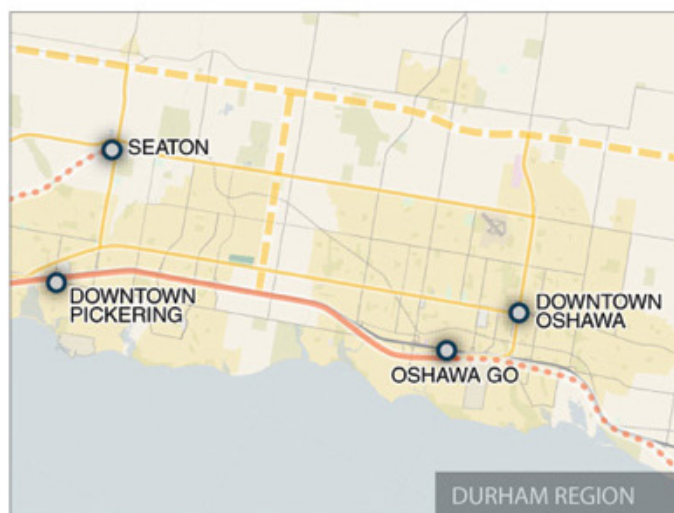 SEATON
DOWNTOWN
PICKERING
DOWNTOWN
OSHAWA
OSHAWA GO
DURHAM REGION